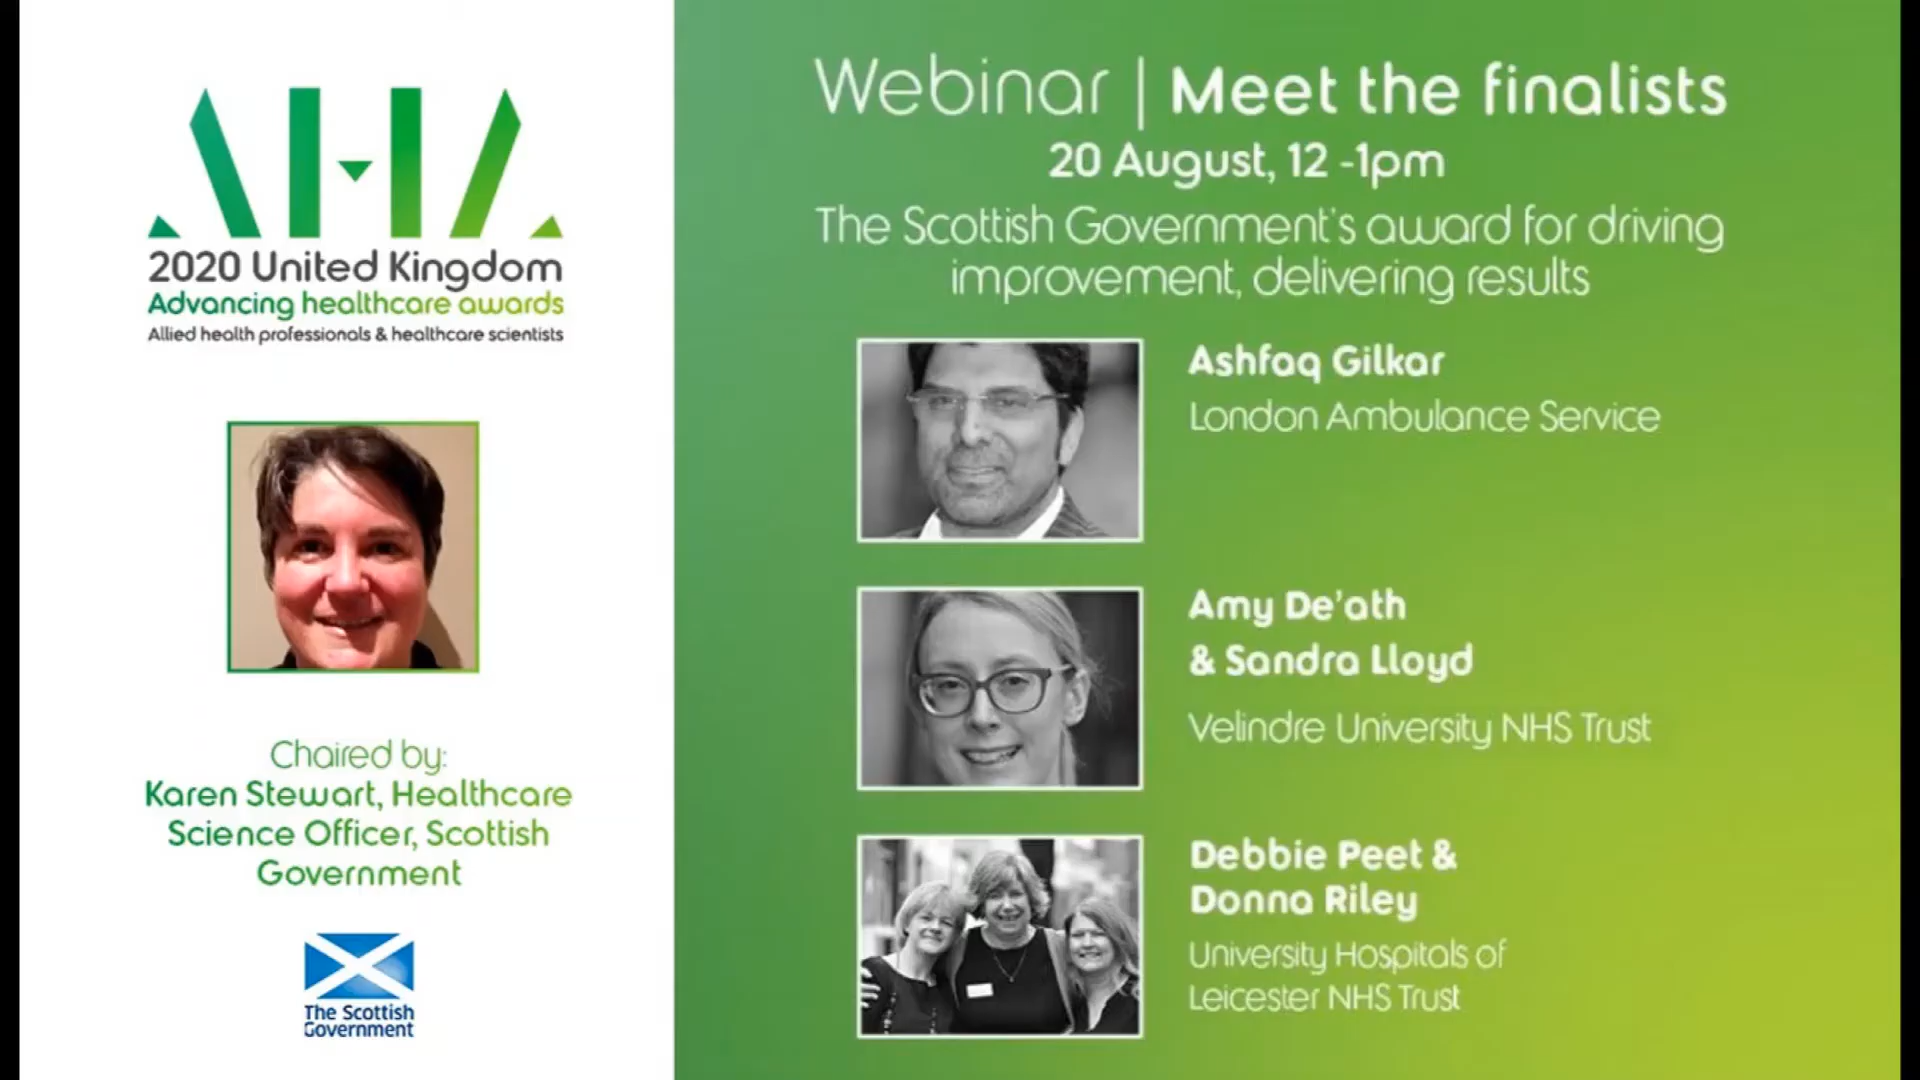 AHA
2020 United Kingdom
Advancing healthcare awards
Allied health professionals & healthcare scientists
Chaired by:
Karen Stewart, Healthcare
Science Officer, Scottish
Government
The Scottish
Government
Webinar | Meet the finalists
20 August, 12 -1pm
The Scottish Government's award for driving
improvement, delivering results
Ashfaq Gilkar
London Ambulance Service
Amy De'ath
& Sandra Lloyd
Velindre University NHS Trust
Debbie Peet &
Donna Riley
University Hospitals of
Leicester NHS Trust